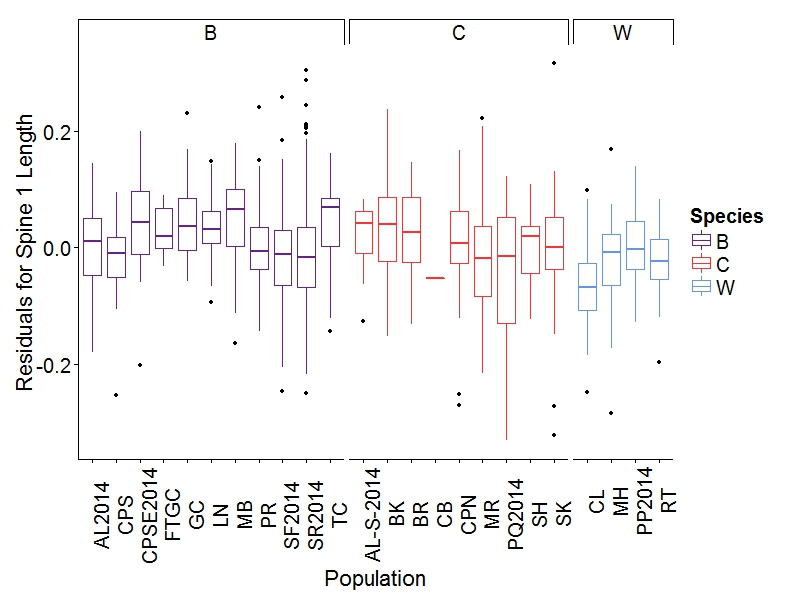 B
C
W
Residuals for Spine 1 Length
0.2
0.0
-0.2
AL2014
CPS
CPSE2014
FTGC
GC
LN
MB
PR
SF2014
SR2014
TC
AL-S-2014
BK
BR
CB
CPN
MR
PQ2014
SH
SK
CL
MH
PP2014
RT
Population
Species
B
C
W